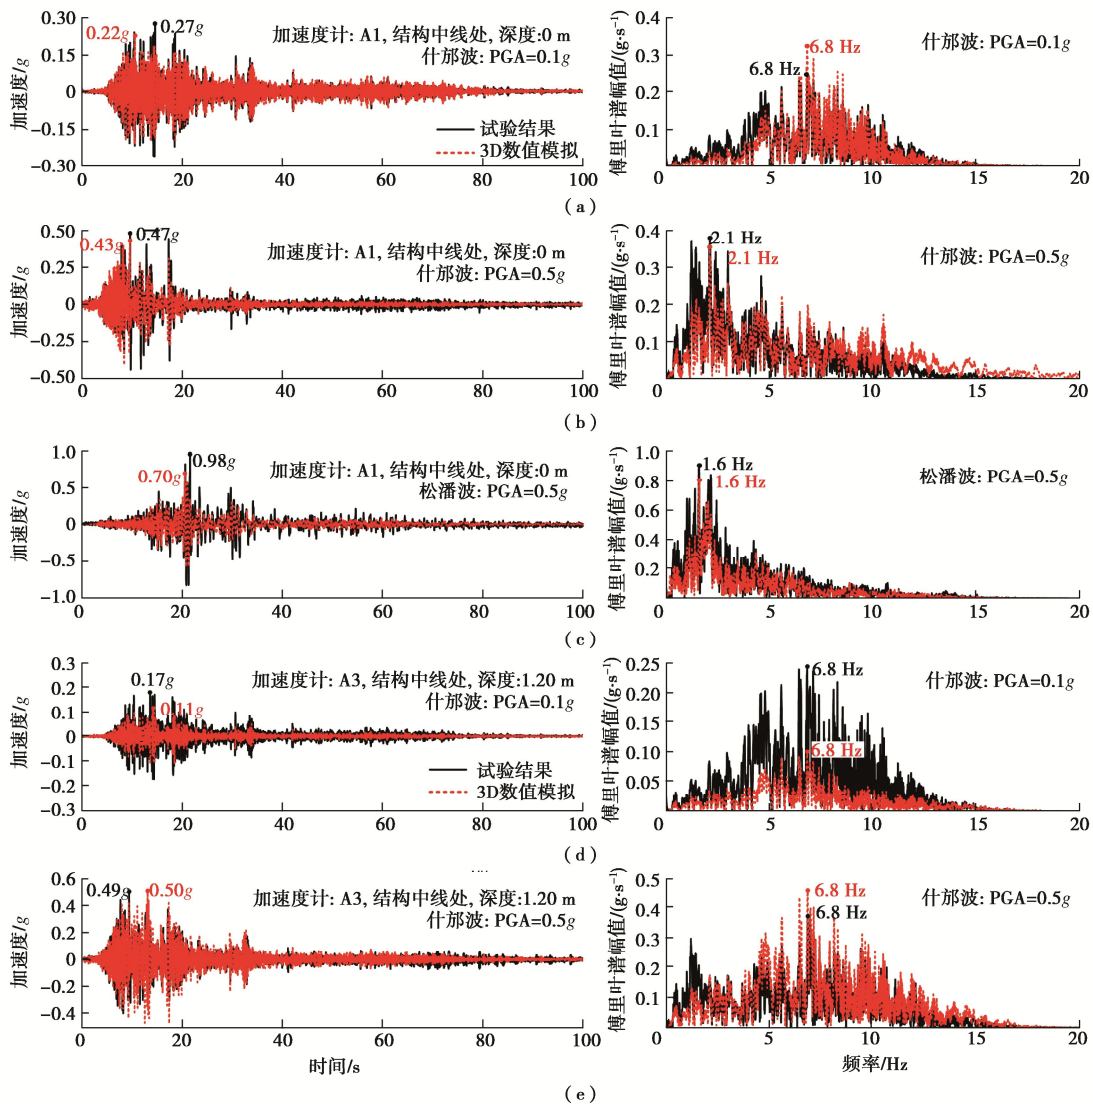 0.30
0.15
0
−0.15
−0.30
加速度/g
0.22g
0.27g
加速度计: A1, 结构中线处, 深度:0 m
什邡波: PGA=0.1g
试验结果
3D数值模拟
0 20 40 60 80 100
0.4
0.3
0.2
0.1
傅里叶谱幅值/(g·s⁻¹)
6.8 Hz
6.8 Hz
什邡波: PGA=0.1g
0 5 10 15 20
(a)
0.50
0.25
0
−0.25
−0.50
加速度/g
0.43g
0.47g
加速度计: A1, 结构中线处, 深度:0 m
什邡波: PGA=0.5g
0 20 40 60 80 100
0.4
0.3
0.2
0.1
傅里叶谱幅值/(g·s⁻¹)
2.1 Hz
2.1 Hz
什邡波: PGA=0.5g
0 5 10 15 20
(b)
1.0
0.5
0
−0.5
−1.0
加速度/g
0.98g
0.70g
加速度计: A1, 结构中线处, 深度:0 m
松潘波: PGA=0.5g
0 20 40 60 80 100
1.0
0.8
0.6
0.4
0.2
傅里叶谱幅值/(g·s⁻¹)
1.6 Hz
1.6 Hz
松潘波: PGA=0.5g
0 5 10 15 20
(c)
0.3
0.2
0.1
0
−0.1
−0.2
−0.3
加速度/g
0.17g
0.11g
加速度计: A3, 结构中线处, 深度:1.20 m
什邡波: PGA=0.1g
试验结果
3D数值模拟
0 20 40 60 80 100
0.25
0.20
0.15
0.10
0.05
傅里叶谱幅值/(g·s⁻¹)
6.8 Hz
6.8 Hz
什邡波: PGA=0.1g
0 5 10 15 20
(d)
0.6
0.4
0.2
0
−0.2
−0.4
加速度/g
0.49g
0.50g
加速度计: A3, 结构中线处, 深度:1.20 m
什邡波: PGA=0.5g
0 20 40 60 80 100
时间/s
0.5
0.4
0.3
0.2
0.1
傅里叶谱幅值/(g·s⁻¹)
6.8 Hz
6.8 Hz
什邡波: PGA=0.5g
0 5 10 15 20
频率/Hz
(e)